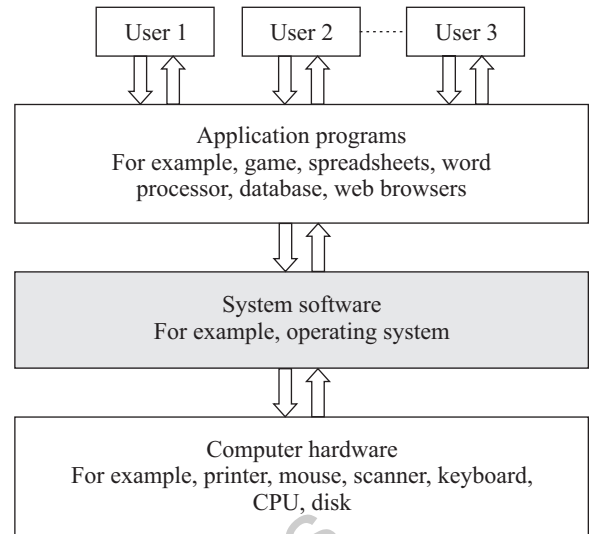 User 1 User 2 User 3
Application programs
For example, game, spreadsheets, word
processor, database, web browsers
System software
For example, operating system
Computer hardware
For example, printer, mouse, scanner, keyboard,
CPU, disk